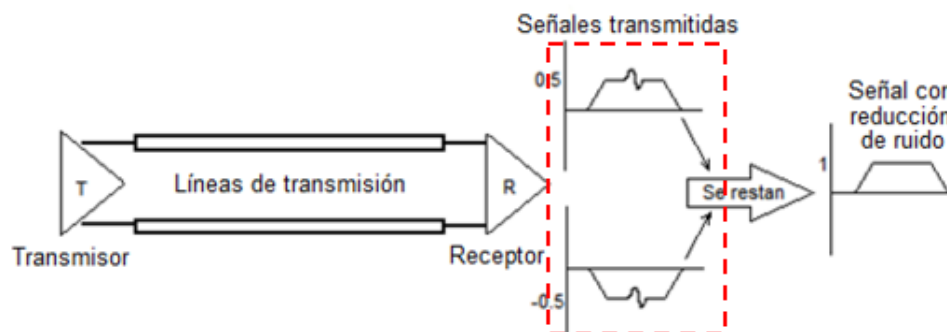 Señales transmitidas
0.5
Señal con
reducción
de ruido
1
T
Líneas de transmisión
R
Se restan
Transmisor
Receptor
-0.5